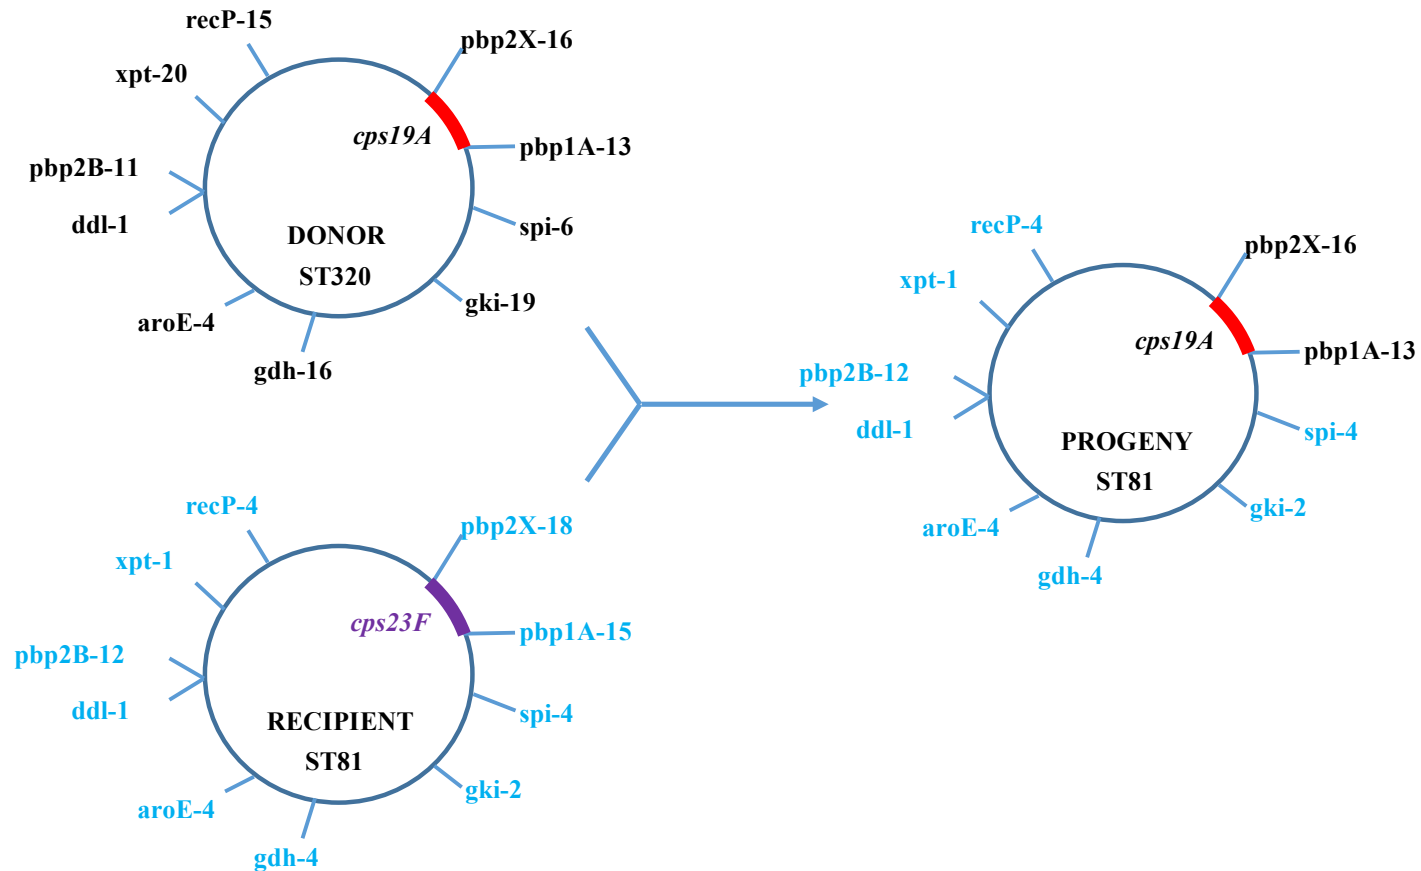 recP-15
pbp2X-16
xpt-20
cps19A
pbp1A-13
pbp2B-11
ddl-1
spi-6
DONOR
ST320
gki-19
aroE-4
gdh-16
recP-4
pbp2X-18
xpt-1
cps23F
pbp1A-15
pbp2B-12
ddl-1
spi-4
RECIPIENT
ST81
gki-2
aroE-4
gdh-4
recP-4
pbp2X-16
xpt-1
cps19A
pbp1A-13
pbp2B-12
ddl-1
spi-4
PROGENY
ST81
gki-2
aroE-4
gdh-4